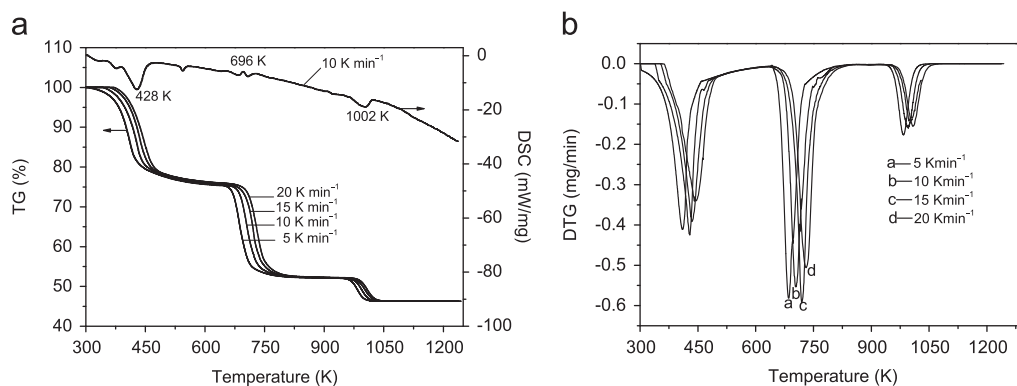 a
110
100
90
80
70
60
50
40
TG (%)
300 450 600 750 900 1050 1200
Temperature (K)
0
-20
-40
-60
-80
-100
DSC (mW/mg)
428 K
696 K
10 K min⁻¹
1002 K
20 K min⁻¹
15 K min⁻¹
10 K min⁻¹
5 K min⁻¹
b
0.0
-0.1
-0.2
-0.3
-0.4
-0.5
-0.6
DTG (mg/min)
300 450 600 750 900 1050 1200
Temperature (K)
a 5 Kmin⁻¹
b 10 Kmin⁻¹
c 15 Kmin⁻¹
d 20 Kmin⁻¹
d
b
a c